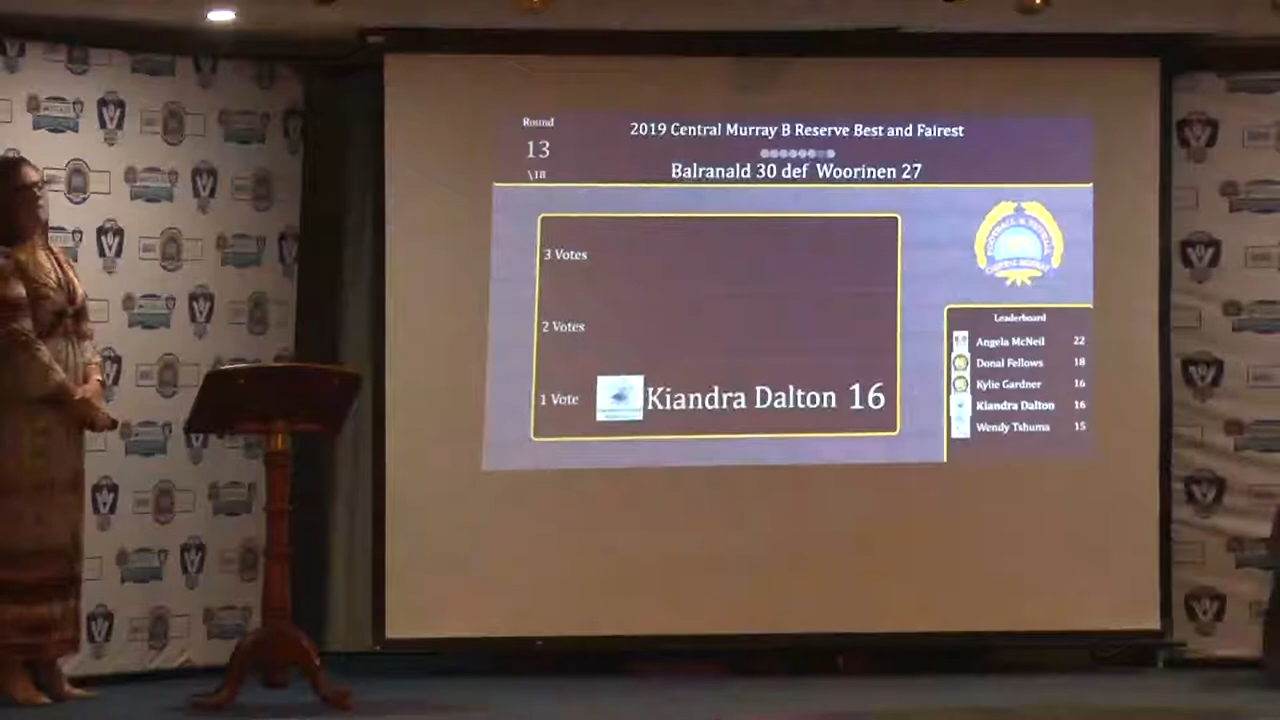 Round
13
\18
2019 Central Murray B Reserve Best and Fairest
Balranald 30 def Woorinen 27
3 Votes
2 Votes
1 Vote Kiandra Dalton 16
Leaderboard
Angela McNeil 22
Donal Fellows 18
Kylie Gardner 16
Kiandra Dalton 16
Wendy Tshuma 15